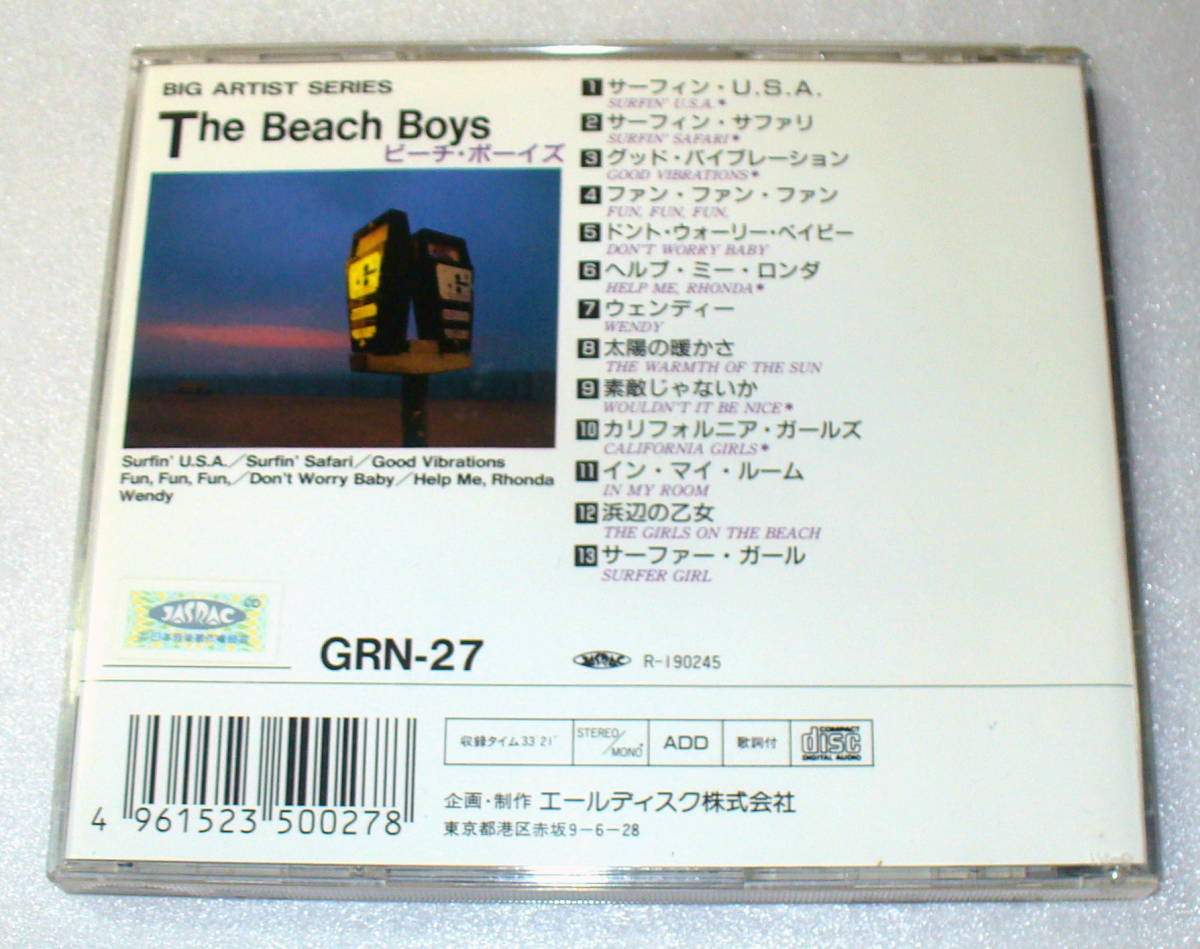 BIG ARTIST SERIES
The Beach Boys
ビーチ・ボーイズ
Surfin' U.S.A./Surfin' Safari/Good Vibrations
Fun, Fun, Fun,/Don't Worry Baby/Help Me, Rhonda
Wendy
1 サーフィン・U.S.A.
SURFIN' U.S.A.*
2 サーフィン・サファリ
SURFIN' SAFARI*
3 グッド・バイブレーション
GOOD VIBRATIONS*
4 ファン・ファン・ファン
FUN, FUN, FUN,
5 ドント・ウォーリー・ベイビー
DON'T WORRY BABY
6 ヘルプ・ミー・ロンダ
HELP ME, RHONDA*
7 ウェンディー
WENDY
8 太陽の暖かさ
THE WARMTH OF THE SUN
9 素敵じゃないか
WOULDN'T IT BE NICE*
10 カリフォルニア・ガールズ
CALIFORNIA GIRLS*
11 イン・マイ・ルーム
IN MY ROOM
12 浜辺の乙女
THE GIRLS ON THE BEACH
13 サーファー・ガール
SURFER GIRL
JASRAC
GRN-27
JASRAC R-190245
4 961523 500278
収録タイム33'21"
STEREO/MONO*
ADD
歌詞付
COMPACT disc DIGITAL AUDIO
企画・制作 エールディスク株式会社
東京都港区赤坂9-6-28